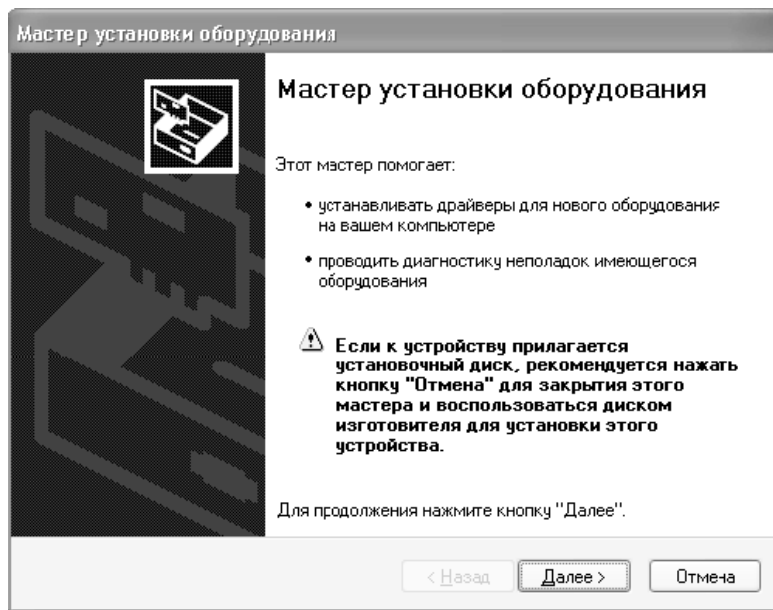 Мастер установки оборудования
Мастер установки оборудования
Этот мастер помогает:
• устанавливать драйверы для нового оборудования
на вашем компьютере
• проводить диагностику неполадок имеющегося
оборудования
Если к устройству прилагается
установочный диск, рекомендуется нажать
кнопку "Отмена" для закрытия этого
мастера и воспользоваться диском
изготовителя для установки этого
устройства.
Для продолжения нажмите кнопку "Далее".
< Назад Далее > Отмена